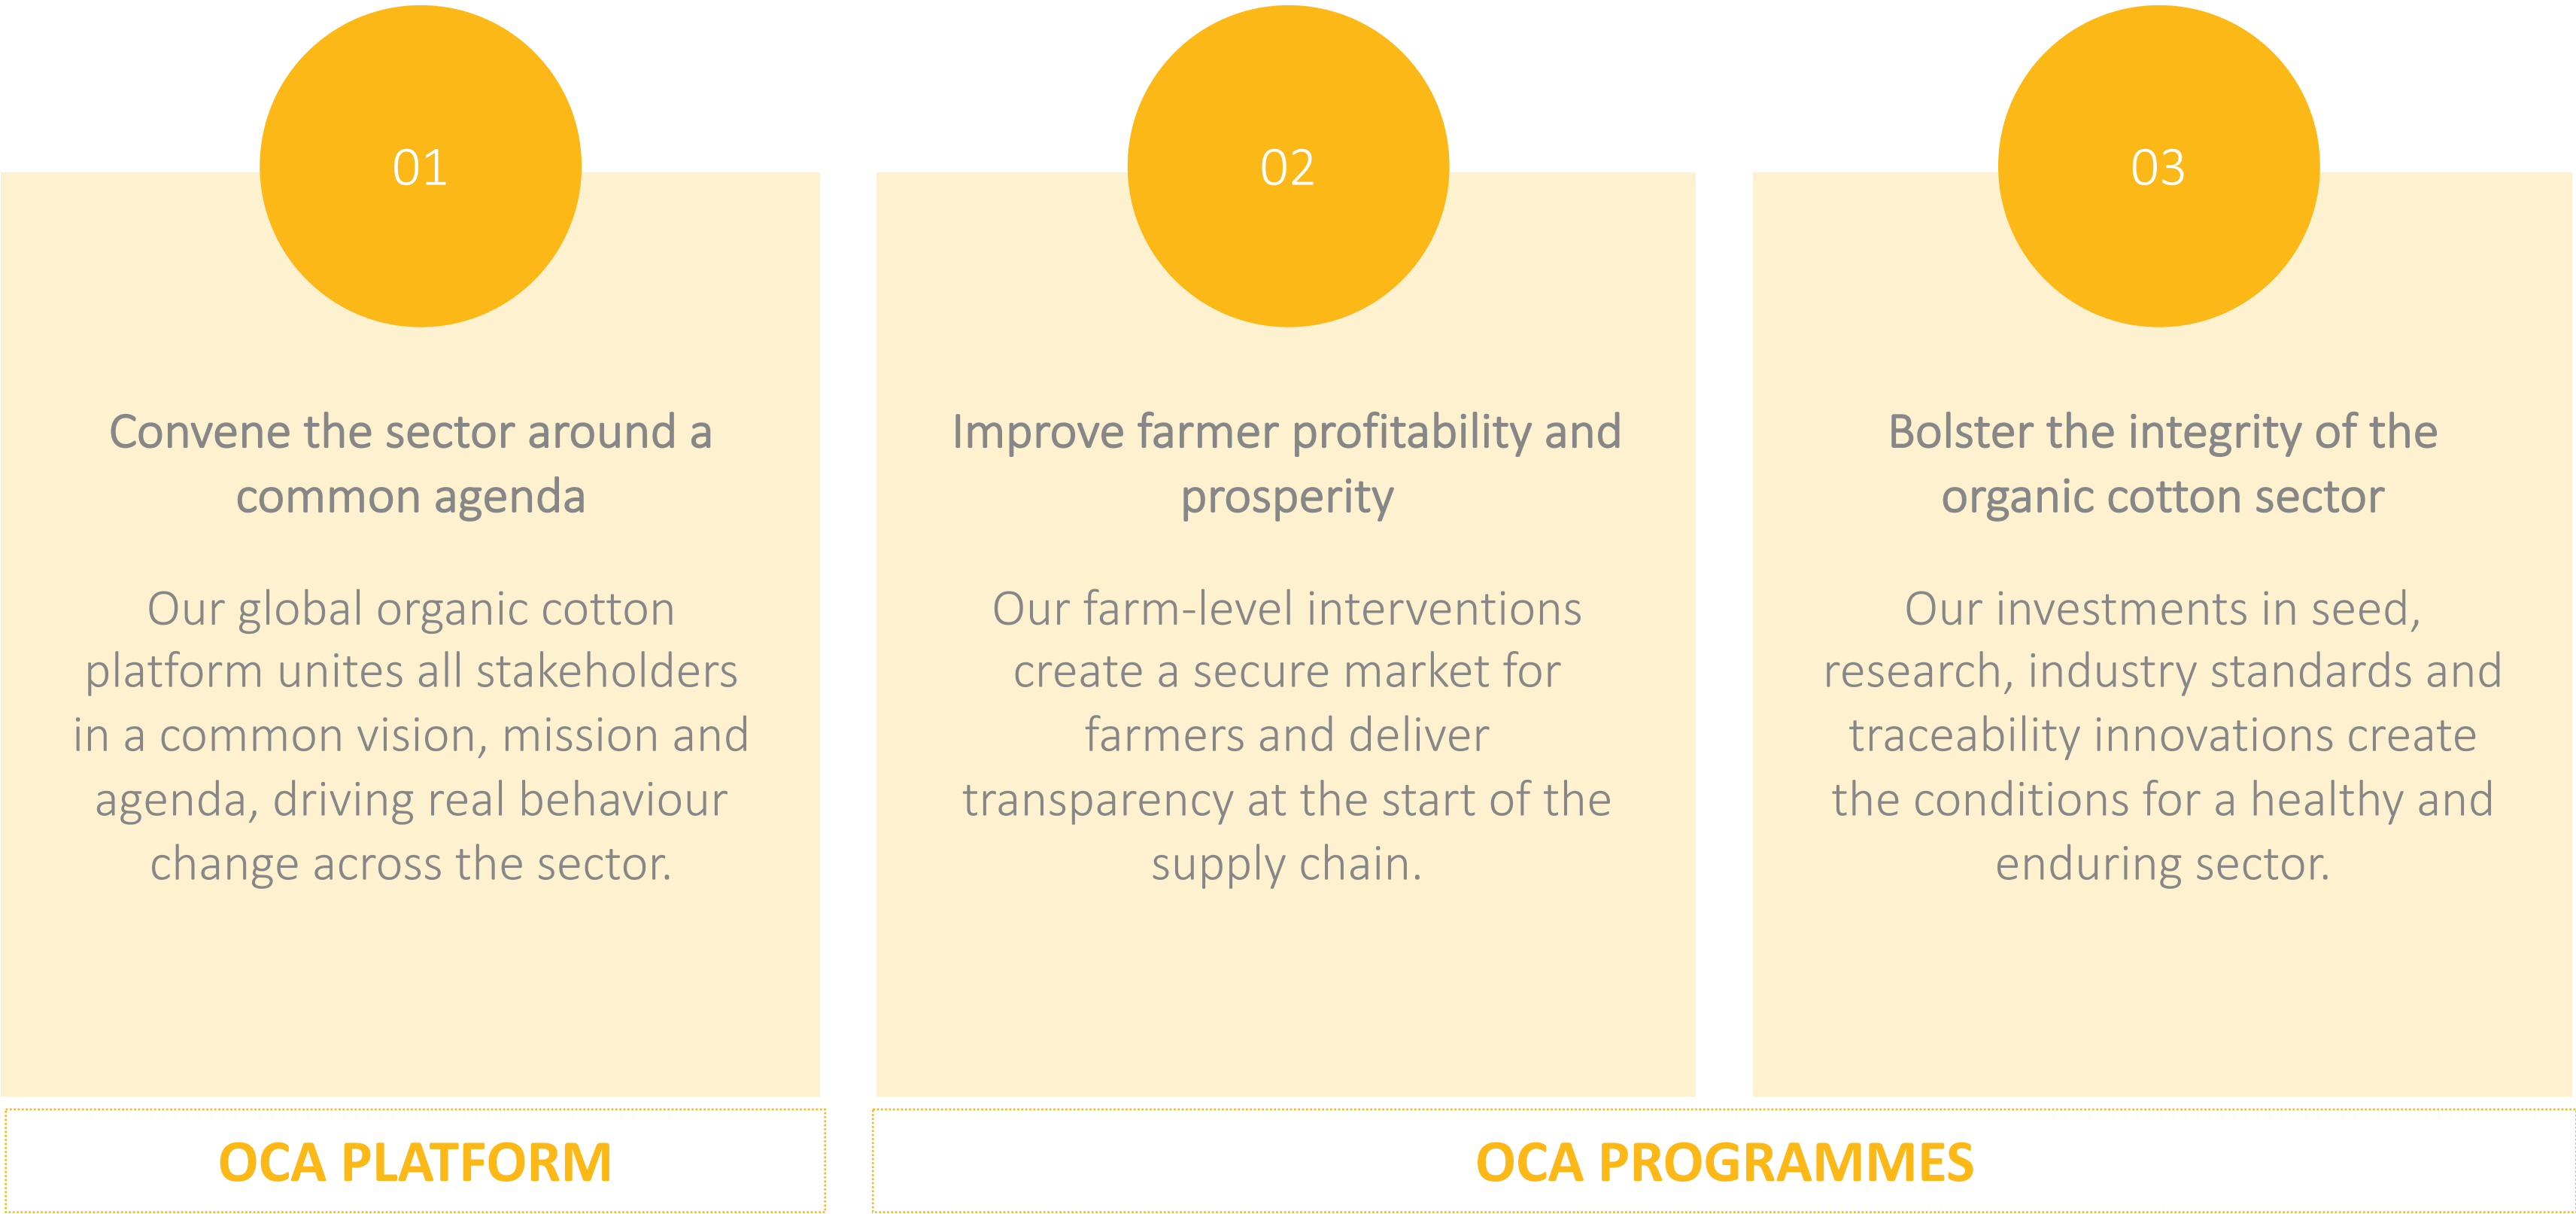 01
Convene the sector around a
common agenda
Our global organic cotton
platform unites all stakeholders
in a common vision, mission and
agenda, driving real behaviour
change across the sector.
02
Improve farmer profitability and
prosperity
Our farm-level interventions
create a secure market for
farmers and deliver
transparency at the start of the
supply chain.
03
Bolster the integrity of the
organic cotton sector
Our investments in seed,
research, industry standards and
traceability innovations create
the conditions for a healthy and
enduring sector.
OCA PLATFORM
OCA PROGRAMMES